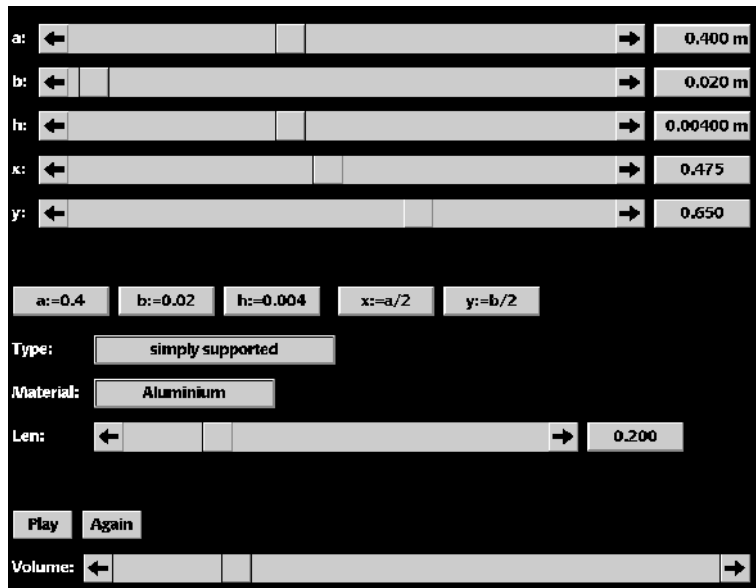 a: 0.400 m
b: 0.020 m
h: 0.00400 m
x: 0.475
y: 0.650
a:=0.4 b:=0.02 h:=0.004 x:=a/2 y:=b/2
Type: simply supported
Material: Aluminium
Len: 0.200
Play Again
Volume: